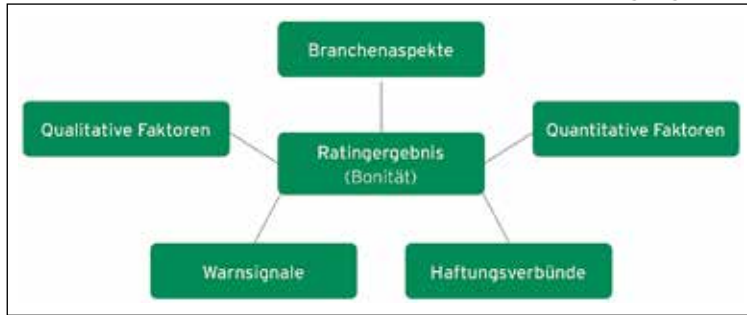 Branchenaspekte
Qualitative Faktoren
Quantitative Faktoren
Ratingergebnis
(Bonität)
Warnsignale
Haftungsverbünde